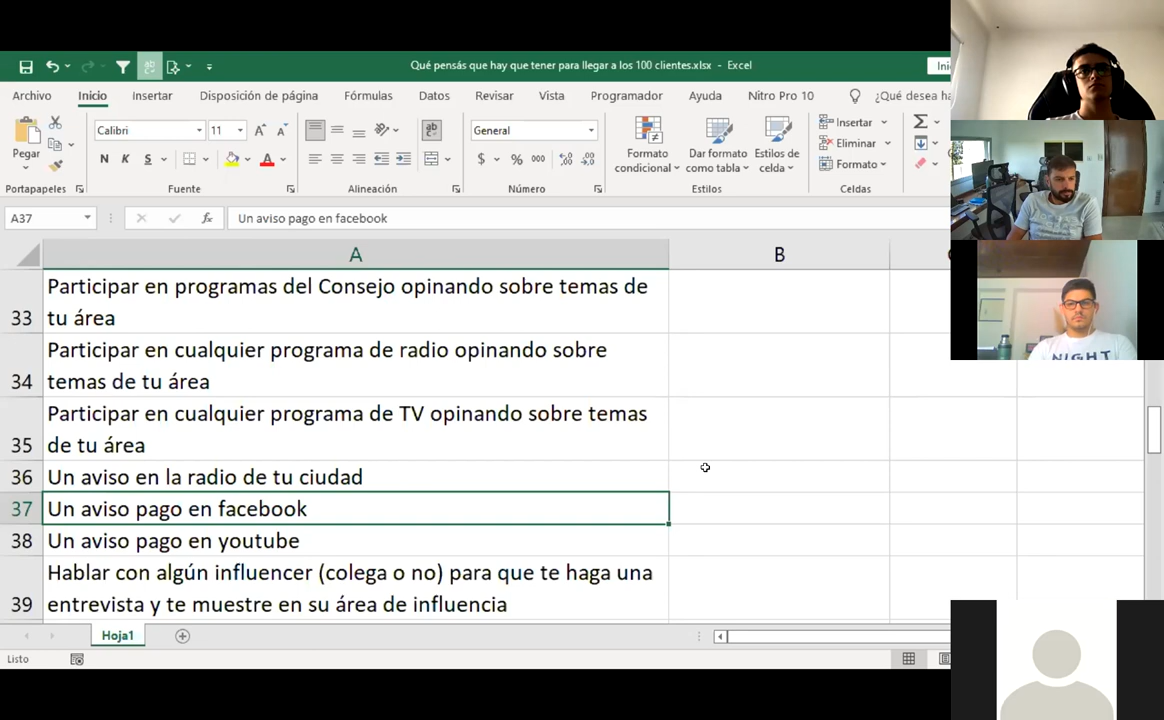 Qué pensás que hay que tener para llegar a los 100 clientes.xlsx - Excel
Archivo Inicio Insertar Disposición de página Fórmulas Datos Revisar Vista Programador Ayuda Nitro Pro 10 ¿Qué desea
Calibri 11 General
Pegar
N K S
$ % 000
Formato condicional
Dar formato como tabla
Estilos de celda
Insertar
Eliminar
Formato
Portapapeles Fuente Alineación Número Estilos Celdas
A37 fx Un aviso pago en facebook
A B
33 Participar en programas del Consejo opinando sobre temas de
tu área
34 Participar en cualquier programa de radio opinando sobre
temas de tu área
35 Participar en cualquier programa de TV opinando sobre temas
de tu área
36 Un aviso en la radio de tu ciudad
37 Un aviso pago en facebook
38 Un aviso pago en youtube
39 Hablar con algún influencer (colega o no) para que te haga una
entrevista y te muestre en su área de influencia
Hoja1
Listo
NIGHT